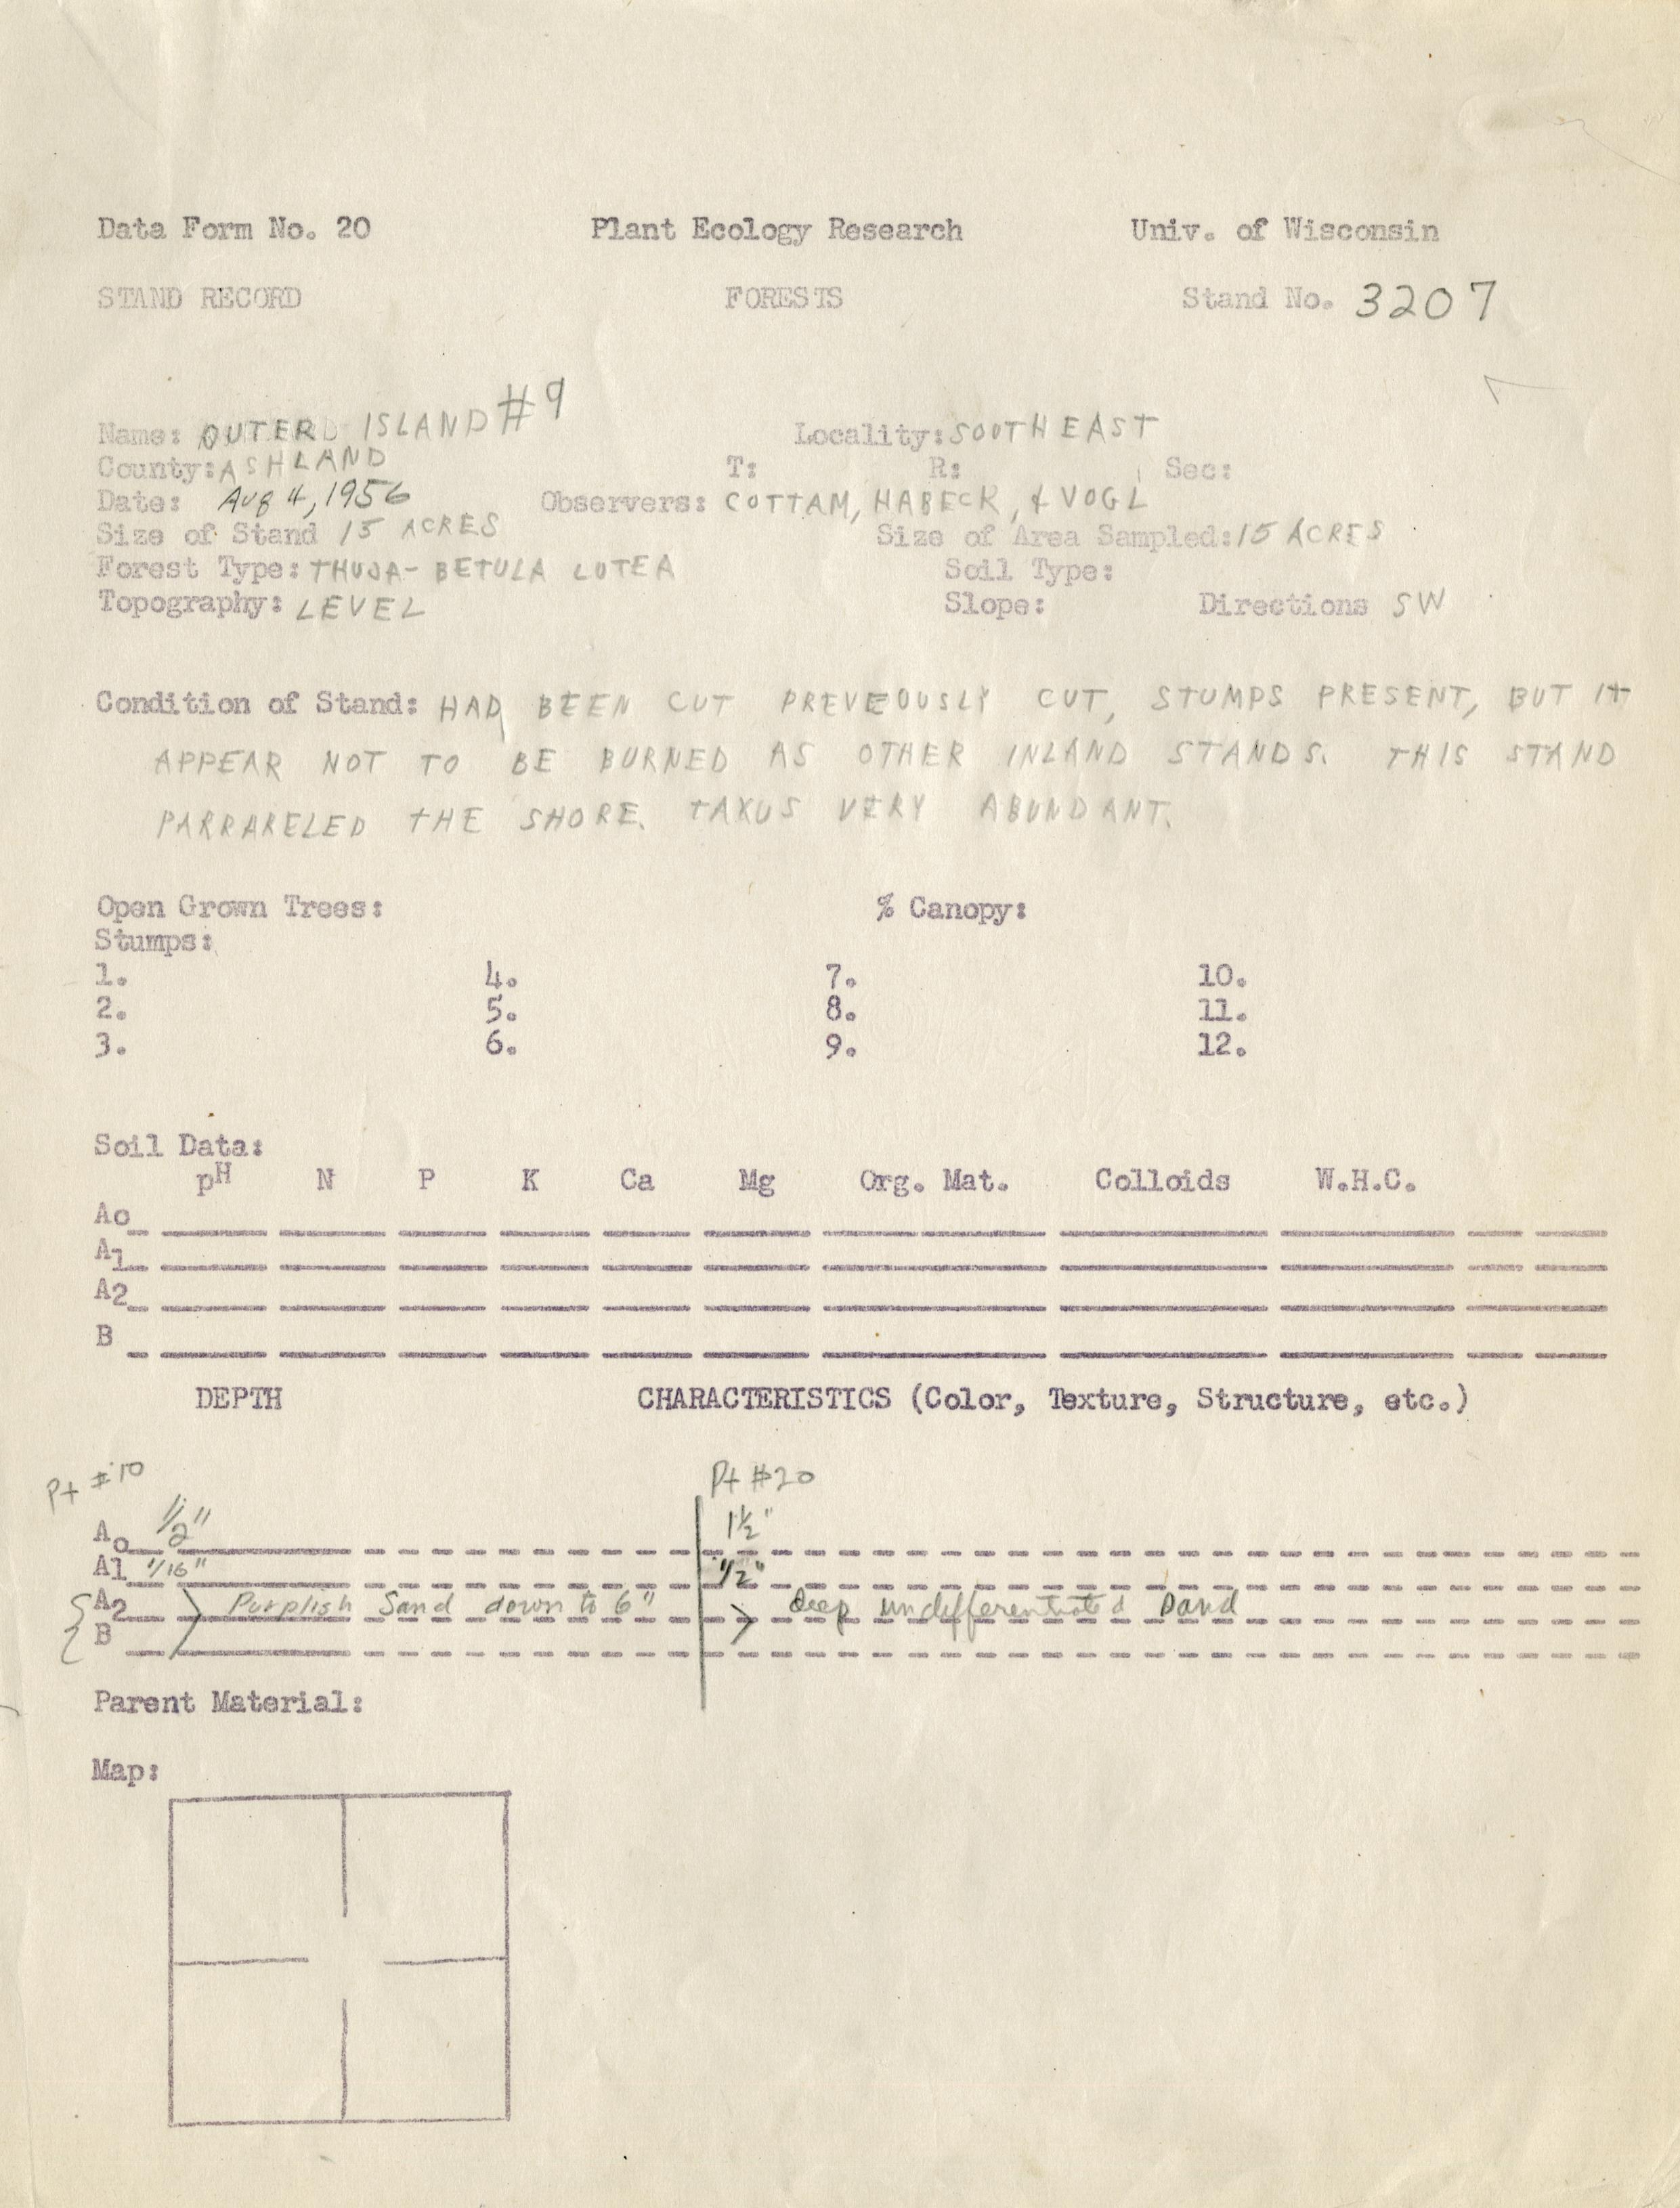 Data Form No. 20 Plant Ecology Research Univ. of Wisconsin
STAND RECORD FORESTS Stand No. 3207
Name: OUTER ISLAND #9 Locality: SOUTHEAST
County: ASHLAND T: R: Sec:
Date: Aug 4, 1956 Observers: COTTAM, HABECK, & VOGL
Size of Stand 15 ACRES Size of Area Sampled: 15 ACRES
Forest Type: THUJA- BETULA LUTEA Soil Type:
Topography: LEVEL Slope: Directions SW
Condition of Stand: HAD BEEN CUT PREVEOUSLY CUT, STUMPS PRESENT, BUT IT
APPEAR NOT TO BE BURNED AS OTHER INLAND STANDS. THIS STAND
PARRARELED THE SHORE. TAXUS VERY ABUNDANT.
Open Grown Trees: % Canopy:
Stumps:
1. 4. 7. 10.
2. 5. 8. 11.
3. 6. 9. 12.
Soil Data:
pH N P K Ca Mg Org. Mat. Colloids W.H.C.
Ao
A1
A2
B
DEPTH CHARACTERISTICS (Color, Texture, Structure, etc.)
Pt #10 Pt #20
Ao 1/2" 1 1/2"
A1 1/16" 1/2"
A2 Purplish Sand down to 6" deep undefferentiated Sand
B
Parent Material:
Map: